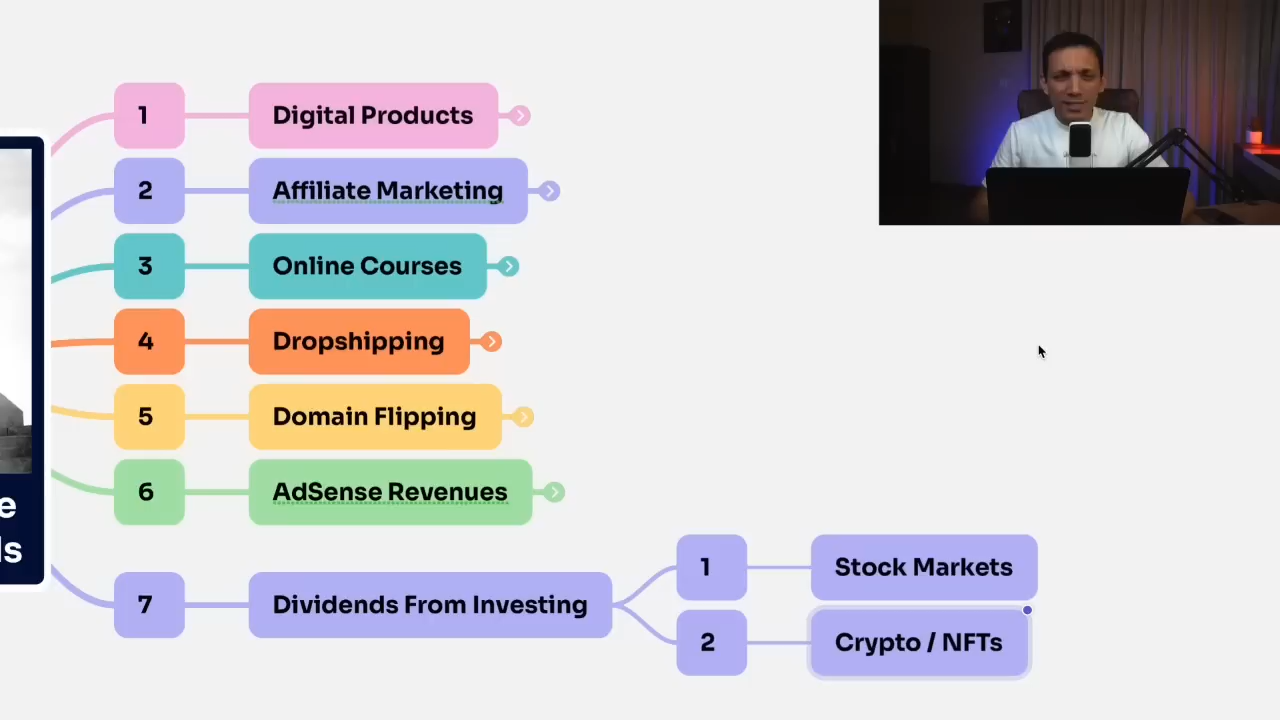 1 Digital Products
2 Affiliate Marketing
3 Online Courses
4 Dropshipping
5 Domain Flipping
6 AdSense Revenues
7 Dividends From Investing
1 Stock Markets
2 Crypto / NFTs